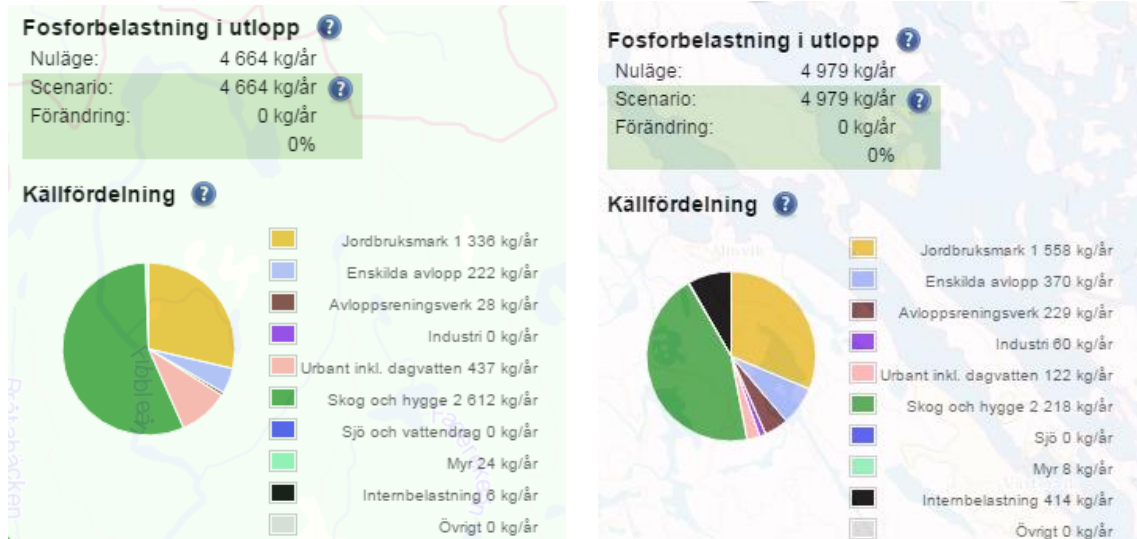 Fosforbelastning i utlopp ?
Nuläge: 4 664 kg/år
Scenario: 4 664 kg/år ?
Förändring: 0 kg/år
0%
Källfördelning ?
Jordbruksmark 1 336 kg/år
Enskilda avlopp 222 kg/år
Avloppsreningsverk 28 kg/år
Industri 0 kg/år
Urbant inkl. dagvatten 437 kg/år
Skog och hygge 2 612 kg/år
Sjö och vattendrag 0 kg/år
Myr 24 kg/år
Internbelastning 6 kg/år
Övrigt 0 kg/år
Fibbleån
Fosforbelastning i utlopp ?
Nuläge: 4 979 kg/år
Scenario: 4 979 kg/år ?
Förändring: 0 kg/år
0%
Källfördelning ?
Jordbruksmark 1 558 kg/år
Enskilda avlopp 370 kg/år
Avloppsreningsverk 229 kg/år
Industri 60 kg/år
Urbant inkl. dagvatten 122 kg/år
Skog och hygge 2 218 kg/år
Sjö 0 kg/år
Myr 8 kg/år
Internbelastning 414 kg/år
Övrigt 0 kg/år